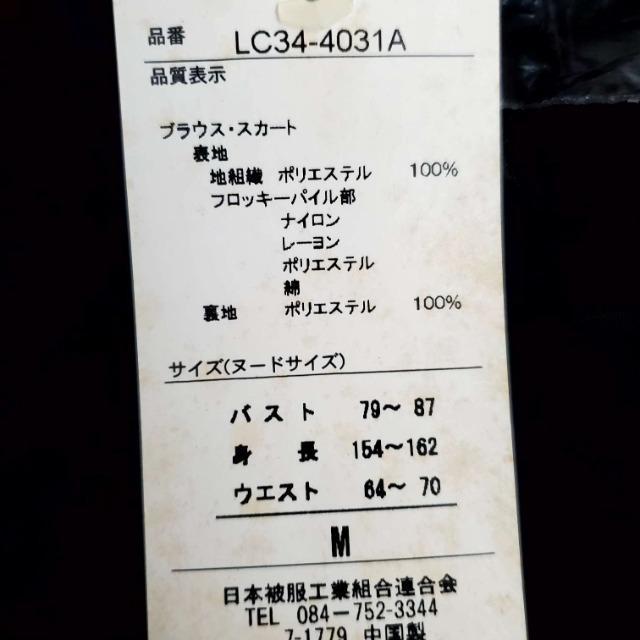 品番 LC34-4031A
品質表示
ブラウス・スカート
表地
地組織 ポリエステル 100%
フロッキーパイル部
ナイロン
レーヨン
ポリエステル
綿
裏地 ポリエステル 100%
サイズ(ヌードサイズ)
バスト 79～ 87
身長 154～162
ウエスト 64～ 70
M
日本被服工業組合連合会
TEL 084-752-3344
7-1779 中国製